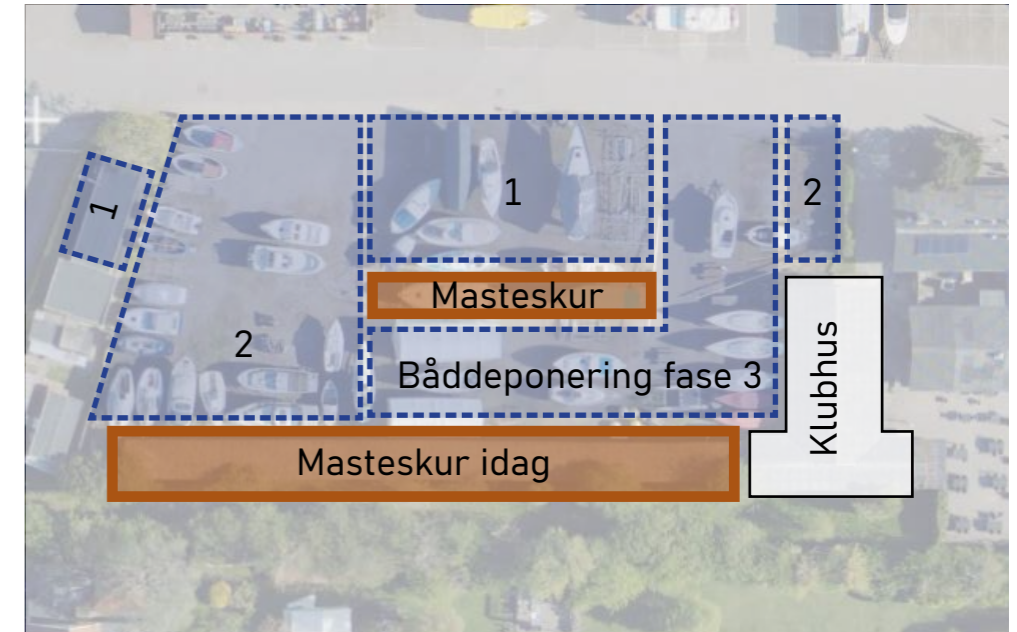 1
1
2
Masteskur
2
Båddeponering fase 3
Klubhus
Masteskur idag